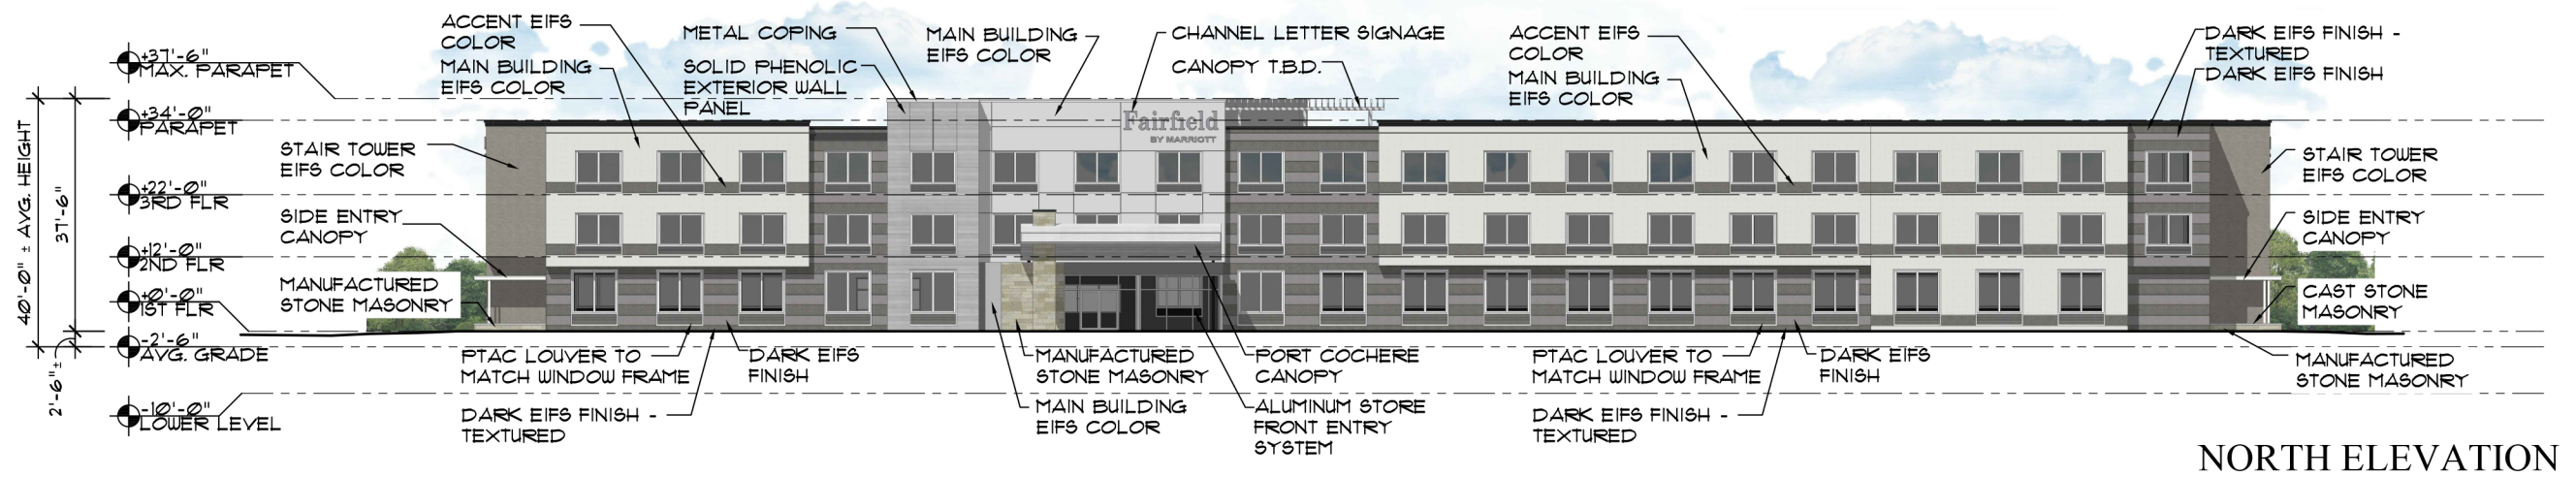 +37'-6"
MAX. PARAPET
+34'-0"
PARAPET
+22'-0"
3RD FLR
+12'-0"
2ND FLR
+0'-0"
1ST FLR
-2'-6"
AVG. GRADE
-10'-0"
LOWER LEVEL
40'-0" ± AVG. HEIGHT
37'-6"
2'-6"±
ACCENT EIFS
COLOR
MAIN BUILDING
EIFS COLOR
STAIR TOWER
EIFS COLOR
SIDE ENTRY
CANOPY
MANUFACTURED
STONE MASONRY
METAL COPING
SOLID PHENOLIC
EXTERIOR WALL
PANEL
MAIN BUILDING
EIFS COLOR
CHANNEL LETTER SIGNAGE
CANOPY T.B.D.
Fairfield
BY MARRIOTT
ACCENT EIFS
COLOR
MAIN BUILDING
EIFS COLOR
DARK EIFS FINISH -
TEXTURED
DARK EIFS FINISH
STAIR TOWER
EIFS COLOR
SIDE ENTRY
CANOPY
CAST STONE
MASONRY
MANUFACTURED
STONE MASONRY
PTAC LOUVER TO
MATCH WINDOW FRAME
DARK EIFS
FINISH
DARK EIFS FINISH -
TEXTURED
MANUFACTURED
STONE MASONRY
MAIN BUILDING
EIFS COLOR
PORT COCHERE
CANOPY
ALUMINUM STORE
FRONT ENTRY
SYSTEM
PTAC LOUVER TO
MATCH WINDOW FRAME
DARK EIFS
FINISH
DARK EIFS FINISH -
TEXTURED
NORTH ELEVATION